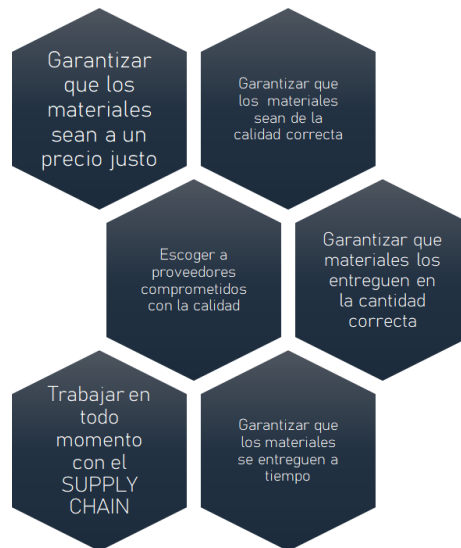 Garantizar
que los
materiales
sean a un
precio justo
Garantizar que
los materiales
sean de la
calidad correcta
Escoger a
proveedores
comprometidos
con la calidad
Garantizar que
materiales los
entreguen en
la cantidad
correcta
Trabajar en
todo
momento
con el
SUPPLY
CHAIN
Garantizar que
los materiales
se entreguen a
tiempo